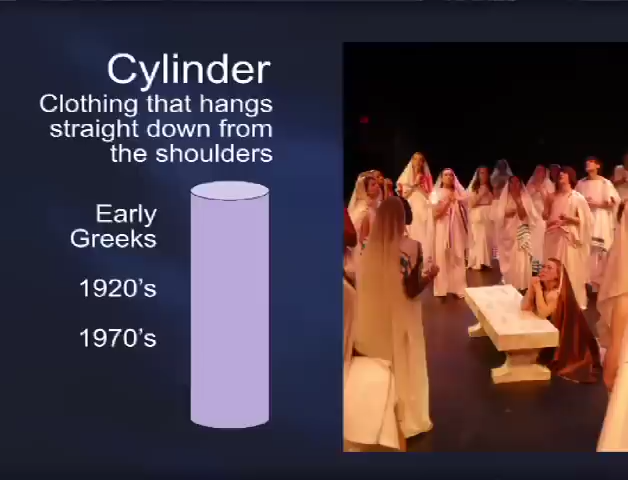 Cylinder
Clothing that hangs
straight down from
the shoulders
Early
Greeks
1920's
1970's